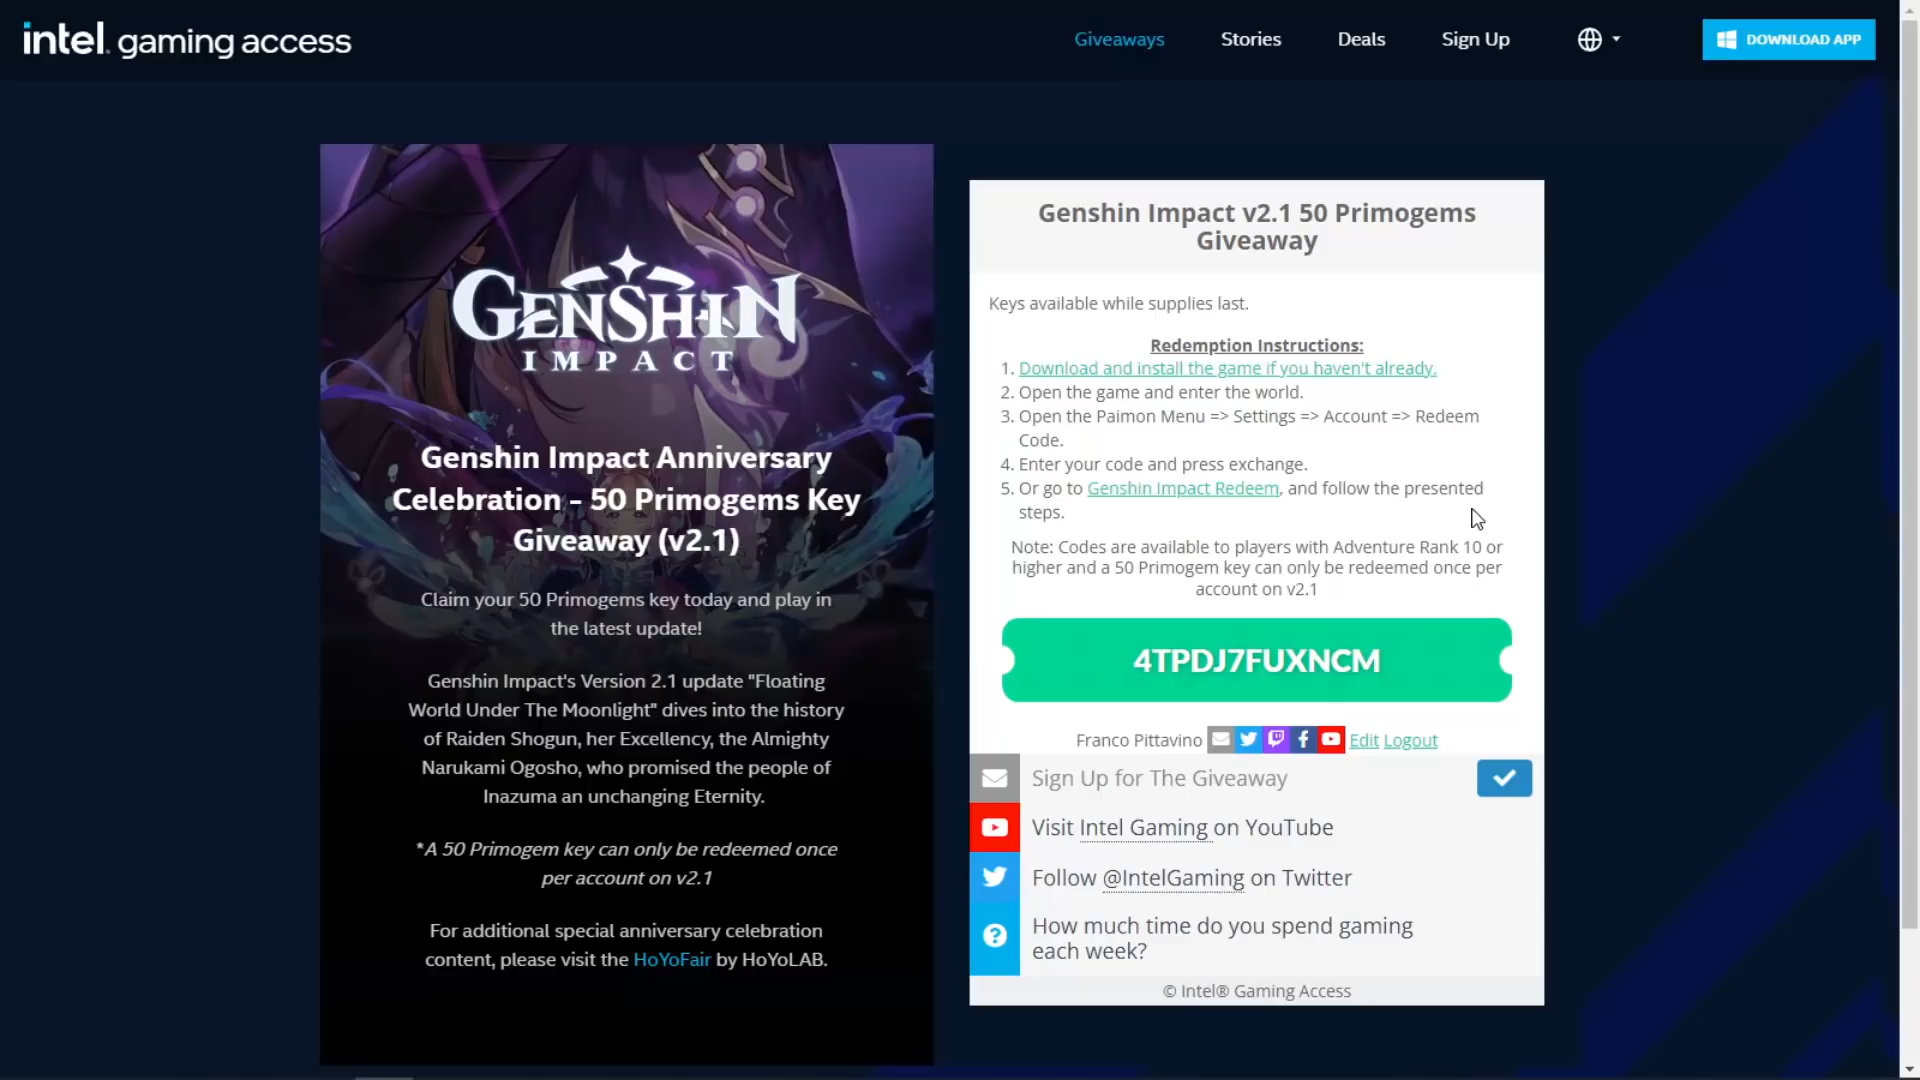 intel. gaming access
Giveaways
Stories
Deals
Sign Up
DOWNLOAD APP
GENSHIN
IMPACT
Genshin Impact Anniversary
Celebration - 50 Primogems Key
Giveaway (v2.1)
Claim your 50 Primogems key today and play in
the latest update!
Genshin Impact's Version 2.1 update "Floating
World Under The Moonlight" dives into the history
of Raiden Shogun, her Excellency, the Almighty
Narukami Ogosho, who promised the people of
Inazuma an unchanging Eternity.
*A 50 Primogem key can only be redeemed once
per account on v2.1
For additional special anniversary celebration
content, please visit the HoYoFair by HoYoLAB.
Genshin Impact v2.1 50 Primogems
Giveaway
Keys available while supplies last.
Redemption Instructions:
1. Download and install the game if you haven't already.
2. Open the game and enter the world.
3. Open the Paimon Menu => Settings => Account => Redeem
Code.
4. Enter your code and press exchange.
5. Or go to Genshin Impact Redeem, and follow the presented
steps.
Note: Codes are available to players with Adventure Rank 10 or
higher and a 50 Primogem key can only be redeemed once per
account on v2.1
4TPDJ7FUXNCM
Franco Pittavino Edit Logout
Sign Up for The Giveaway
Visit Intel Gaming on YouTube
Follow @IntelGaming on Twitter
How much time do you spend gaming
each week?
© Intel® Gaming Access